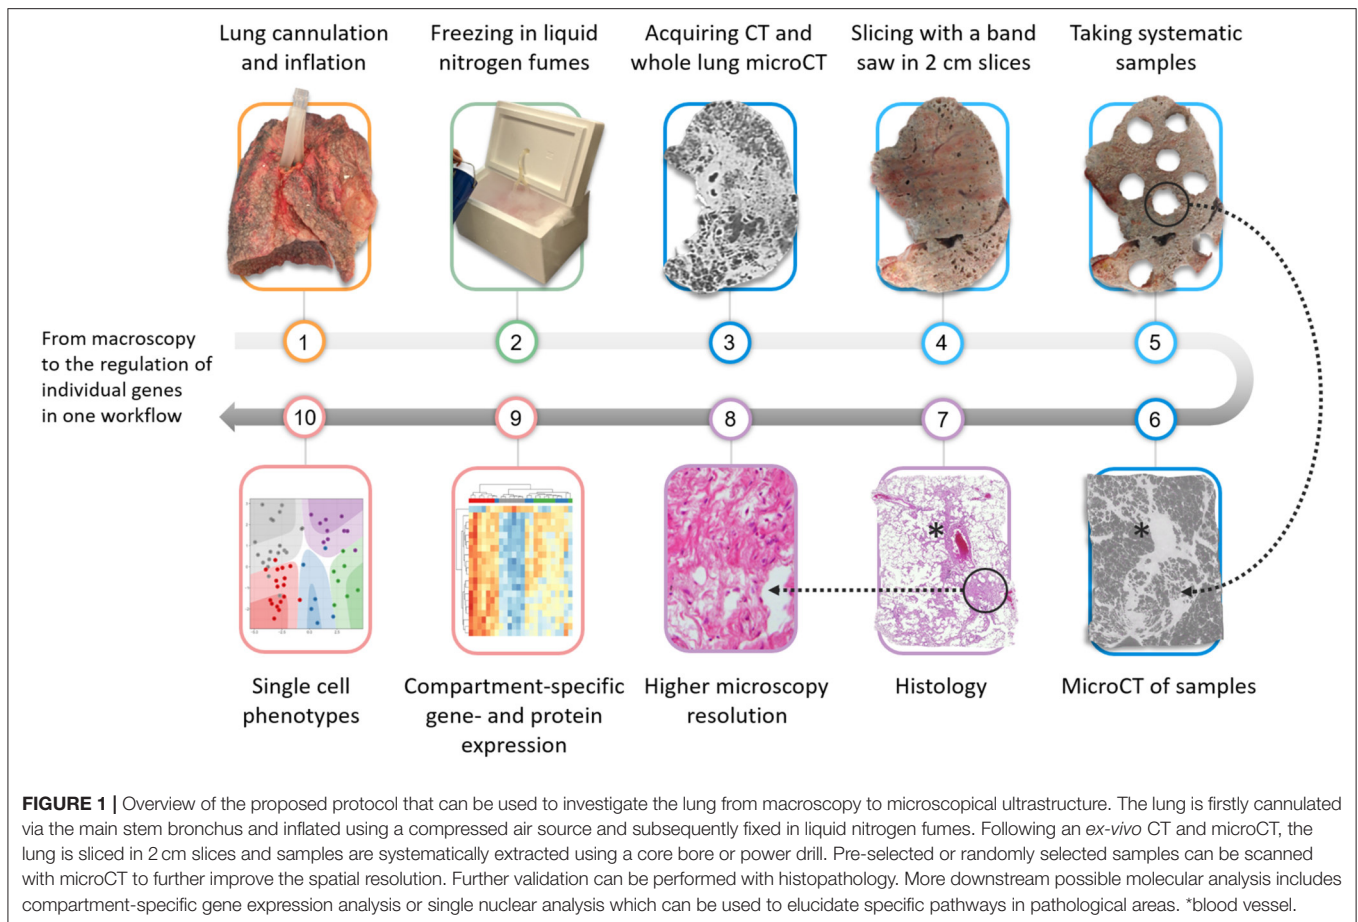 Lung cannulation
and inflation
Freezing in liquid
nitrogen fumes
Acquiring CT and
whole lung microCT
Slicing with a band
saw in 2 cm slices
Taking systematic
samples
From macroscopy
to the regulation of
individual genes
in one workflow
1
2
3
4
5
10
9
8
7
6
*
*
Single cell
phenotypes
Compartment-specific
gene- and protein
expression
Higher microscopy
resolution
Histology
MicroCT of samples
FIGURE 1 | Overview of the proposed protocol that can be used to investigate the lung from macroscopy to microscopical ultrastructure. The lung is firstly cannulated
via the main stem bronchus and inflated using a compressed air source and subsequently fixed in liquid nitrogen fumes. Following an ex-vivo CT and microCT, the
lung is sliced in 2 cm slices and samples are systematically extracted using a core bore or power drill. Pre-selected or randomly selected samples can be scanned
with microCT to further improve the spatial resolution. Further validation can be performed with histopathology. More downstream possible molecular analysis includes
compartment-specific gene expression analysis or single nuclear analysis which can be used to elucidate specific pathways in pathological areas. *blood vessel.